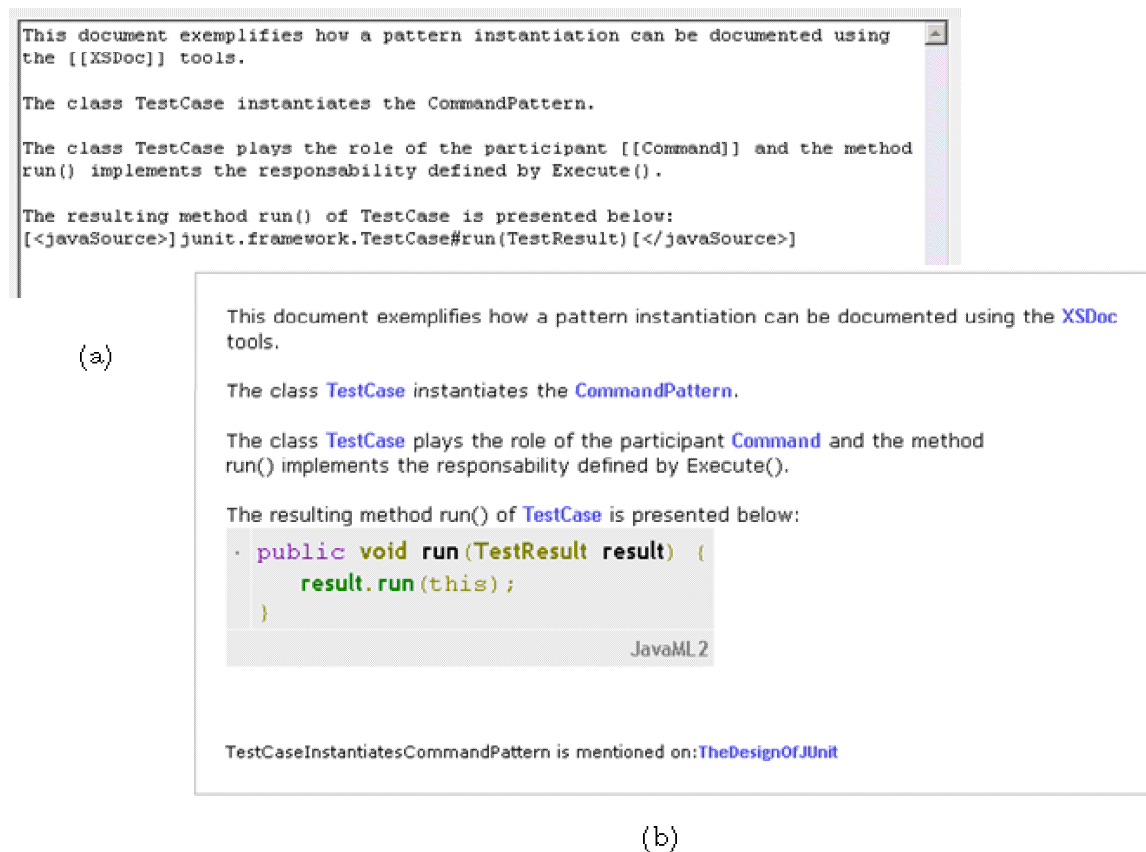 This document exemplifies how a pattern instantiation can be documented using
the [[XSDoc]] tools.
The class TestCase instantiates the CommandPattern.
The class TestCase plays the role of the participant [[Command]] and the method
run() implements the responsability defined by Execute().
The resulting method run() of TestCase is presented below:
[<javaSource>]junit.framework.TestCase#run(TestResult)[</javaSource>]
(a)
This document exemplifies how a pattern instantiation can be documented using the XSDoc
tools.
The class TestCase instantiates the CommandPattern.
The class TestCase plays the role of the participant Command and the method
run() implements the responsability defined by Execute().
The resulting method run() of TestCase is presented below:
public void run(TestResult result) {
result.run(this);
}
JavaML2
TestCaseInstantiatesCommandPattern is mentioned on:TheDesignOfJUnit
(b)